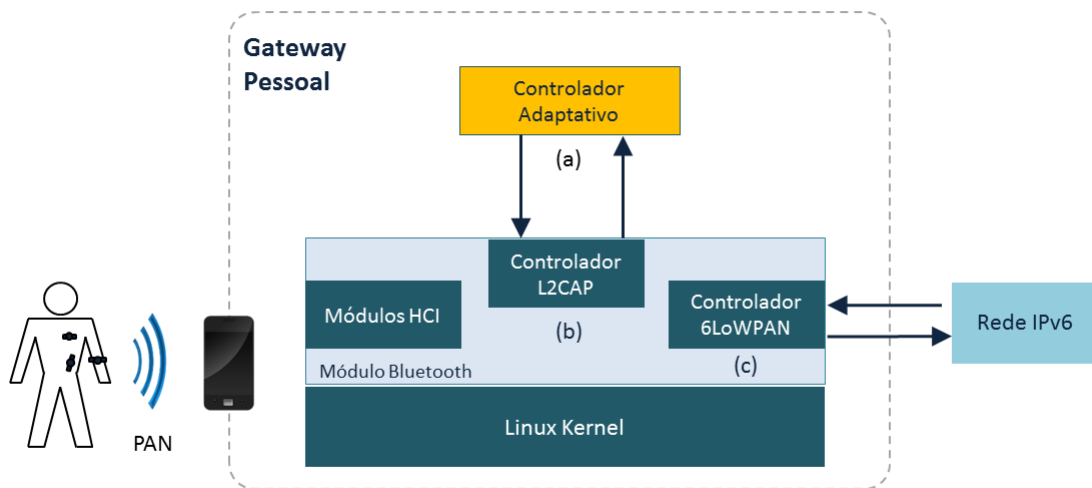 Gateway
Pessoal
Controlador
Adaptativo
(a)
Controlador
L2CAP
(b)
Módulos HCI
Controlador
6LoWPAN
(c)
Módulo Bluetooth
Linux Kernel
Rede IPv6
PAN